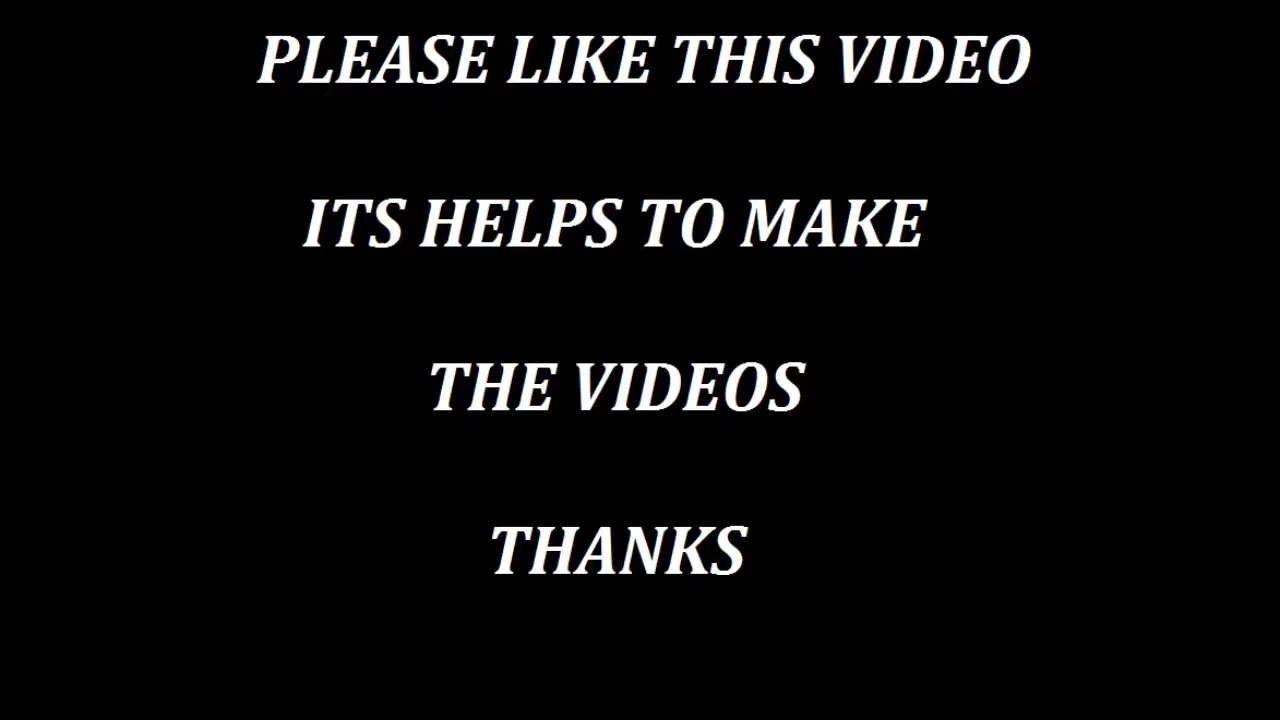 PLEASE LIKE THIS VIDEO
ITS HELPS TO MAKE
THE VIDEOS
THANKS